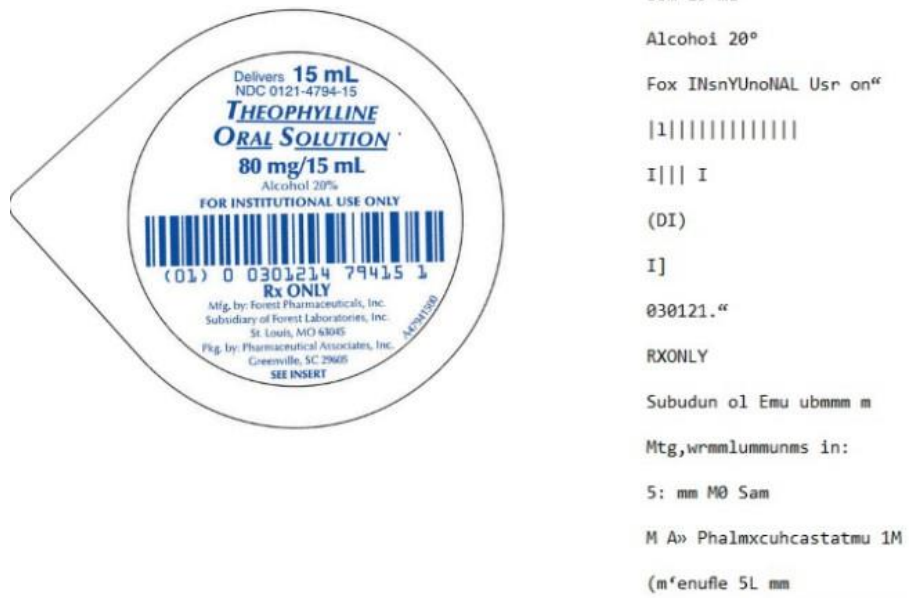 Delivers 15 mL
NDC 0121-4794-15
THEOPHYLLINE
ORAL SOLUTION
80 mg/15 mL
Alcohol 20%
FOR INSTITUTIONAL USE ONLY
(01) 0 0301214 79415 1
Rx ONLY
Mfg. by: Forest Pharmaceuticals, Inc.
Subsidiary of Forest Laboratories, Inc.
St. Louis, MO 63045
Pkg. by: Pharmaceutical Associates, Inc.
Greenville, SC 29605
SEE INSERT
A47941500
Alcohoi 20°
Fox INsnYUnoNAL Usr on“
|1|||||||||||||
I||| I
(DI)
I]
030121.“
RXONLY
Subudun ol Emu ubmmm m
Mtg,wrmmlummunms in:
5: mm M0 Sam
M A» Phalmxcuhcastatmu 1M
(m‘enufle 5L mm